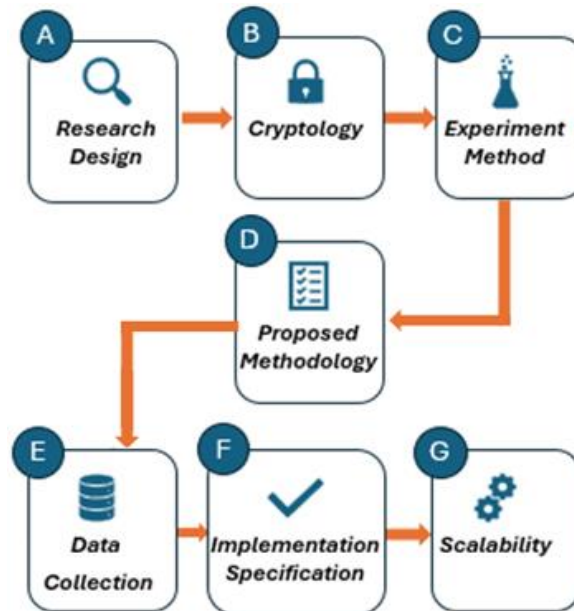 A
Research
Design
B
Cryptology
C
Experiment
Method
D
Proposed
Methodology
E
Data
Collection
F
Implementation
Specification
G
Scalability